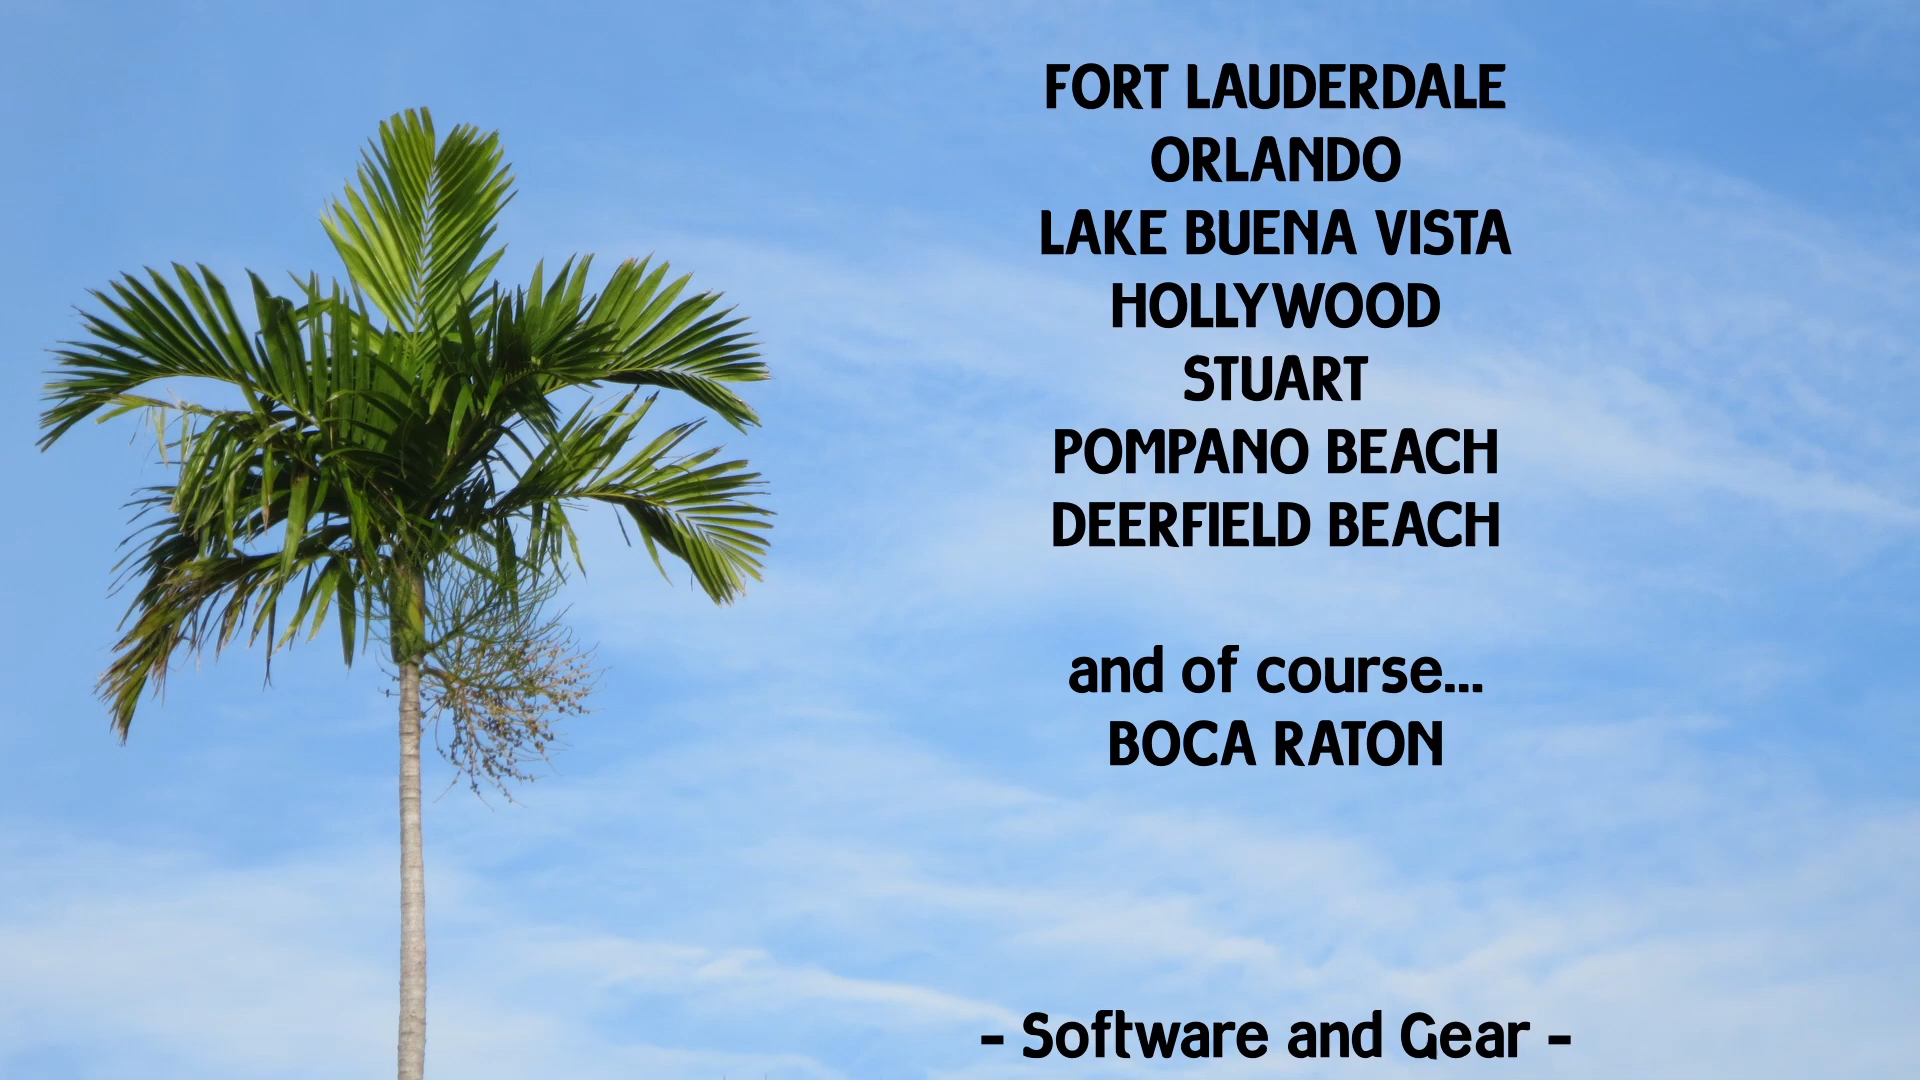 FORT LAUDERDALE
ORLANDO
LAKE BUENA VISTA
HOLLYWOOD
STUART
POMPANO BEACH
DEERFIELD BEACH
and of course...
BOCA RATON
- Software and Gear -